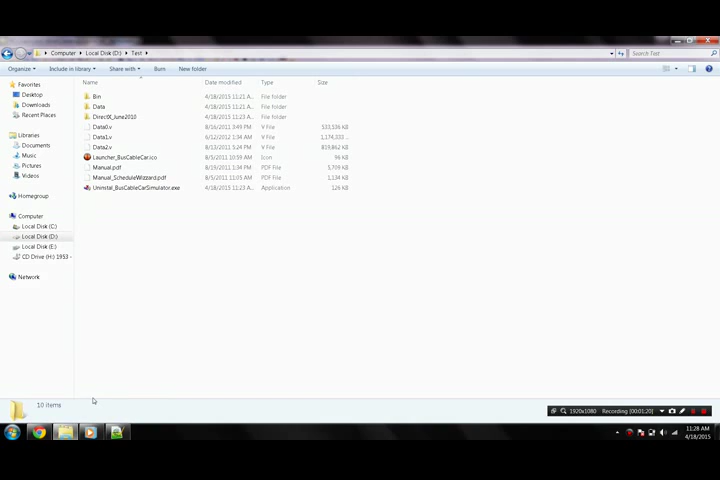 Computer ▸ Local Disk (D:) ▸ Test ▸
Search Test
Organize ▾ Include in library ▾ Share with ▾ Burn New folder
Name Date modified Type Size
Favorites
Desktop
Downloads
Recent Places
Libraries
Documents
Music
Pictures
Videos
Homegroup
Computer
Local Disk (C:)
Local Disk (D:)
Local Disk (E:)
CD Drive (H:) 1953 -
Network
Bin 4/18/2015 11:21 A... File folder
Data 4/18/2015 11:21 A... File folder
DirectX_June2010 4/18/2015 11:23 A... File folder
Data0.v 8/16/2011 3:49 PM V File 533,536 KB
Data1.v 6/12/2012 1:34 AM V File 1,174,333 ...
Data2.v 8/13/2011 5:24 PM V File 819,862 KB
Launcher_BusCableCar.ico 8/5/2011 10:59 AM Icon 98 KB
Manual.pdf 8/19/2011 1:34 PM PDF File 5,709 KB
Manual_ScheduleWizzard.pdf 8/5/2011 11:05 AM PDF File 1,134 KB
Uninstal_BusCableCarSimulator.exe 4/18/2015 11:23 A... Application 126 KB
10 items
1920x1080 Recording [00:01:20]
11:28 AM
4/18/2015